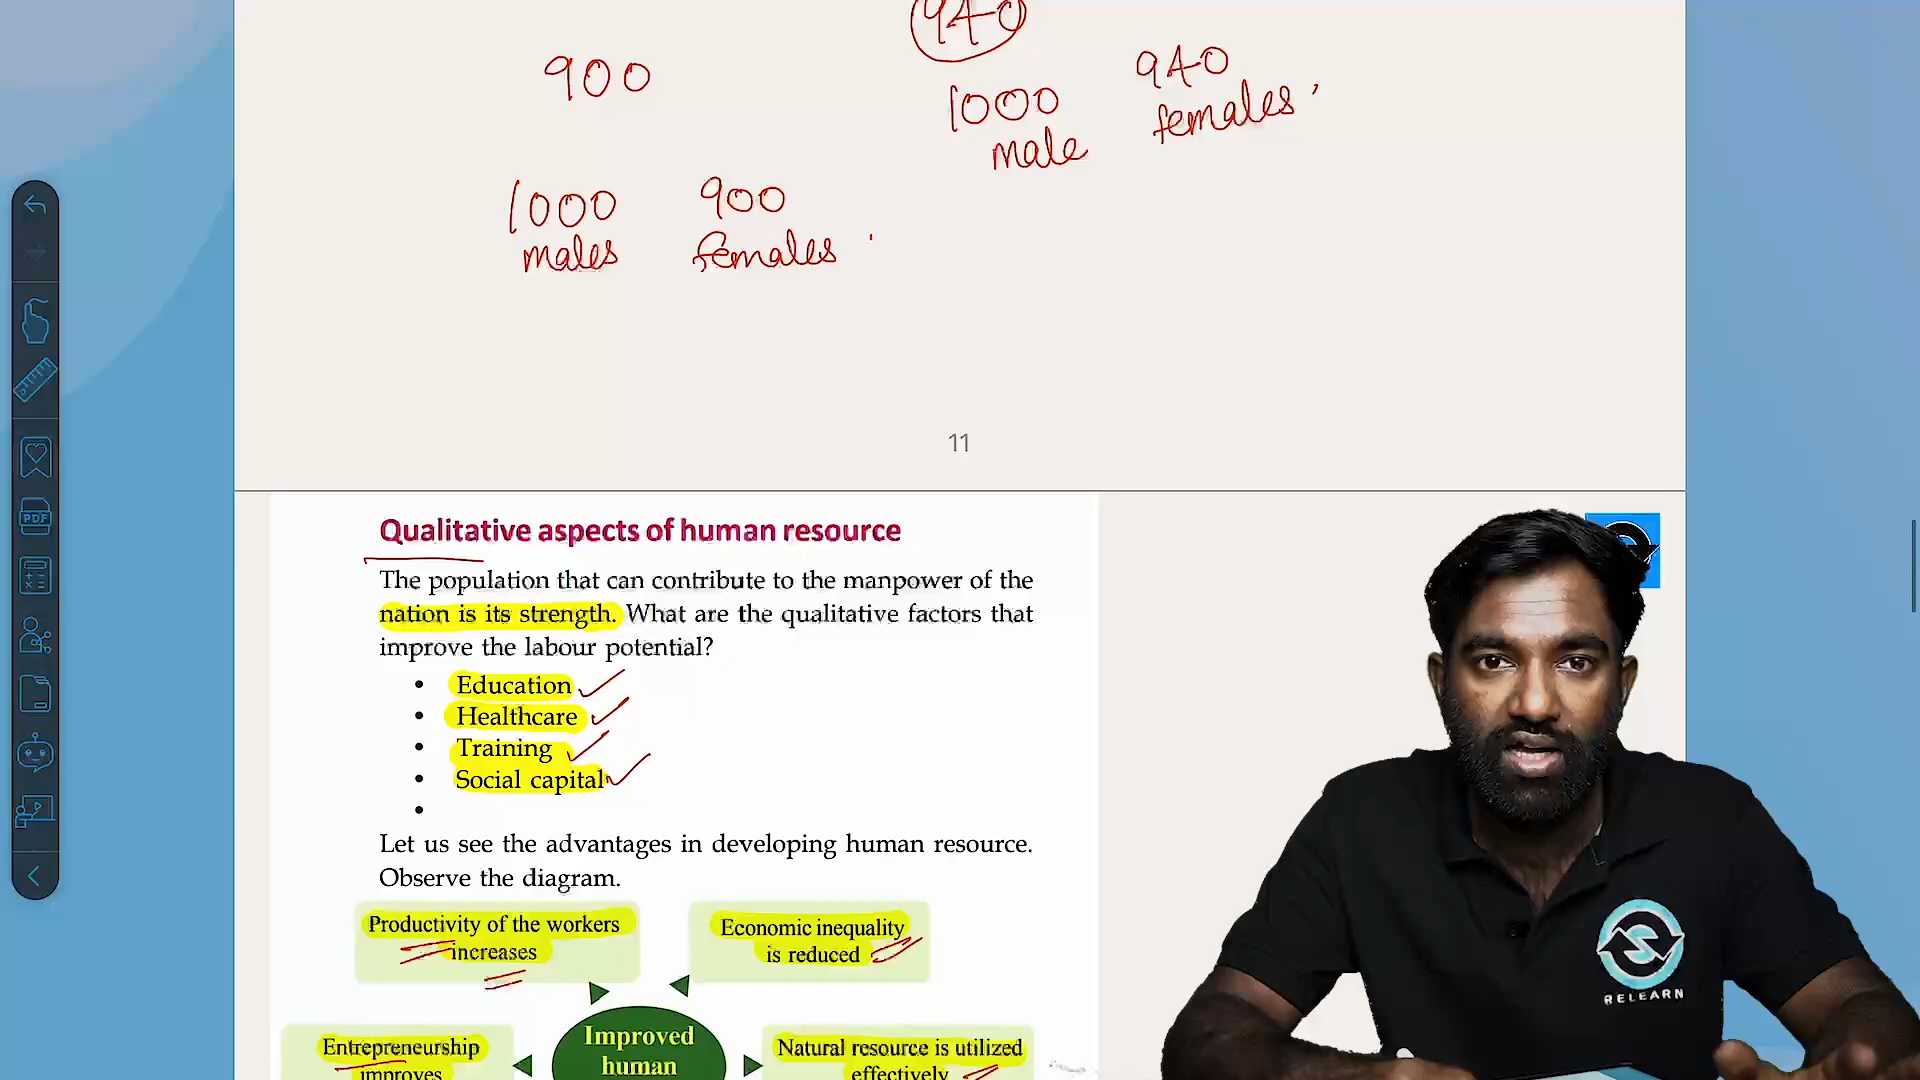 940
900
940
1000
females
male
1000 900
males females
11
Qualitative aspects of human resource
The population that can contribute to the manpower of the
nation is its strength. What are the qualitative factors that
improve the labour potential?
• Education
• Healthcare
• Training
• Social capital
•
Let us see the advantages in developing human resource.
Observe the diagram.
Productivity of the workers
increases
Economic inequality
is reduced
Improved
human
Entrepreneurship
improves
Natural resource is utilized
effectively
PDF
RELEARN